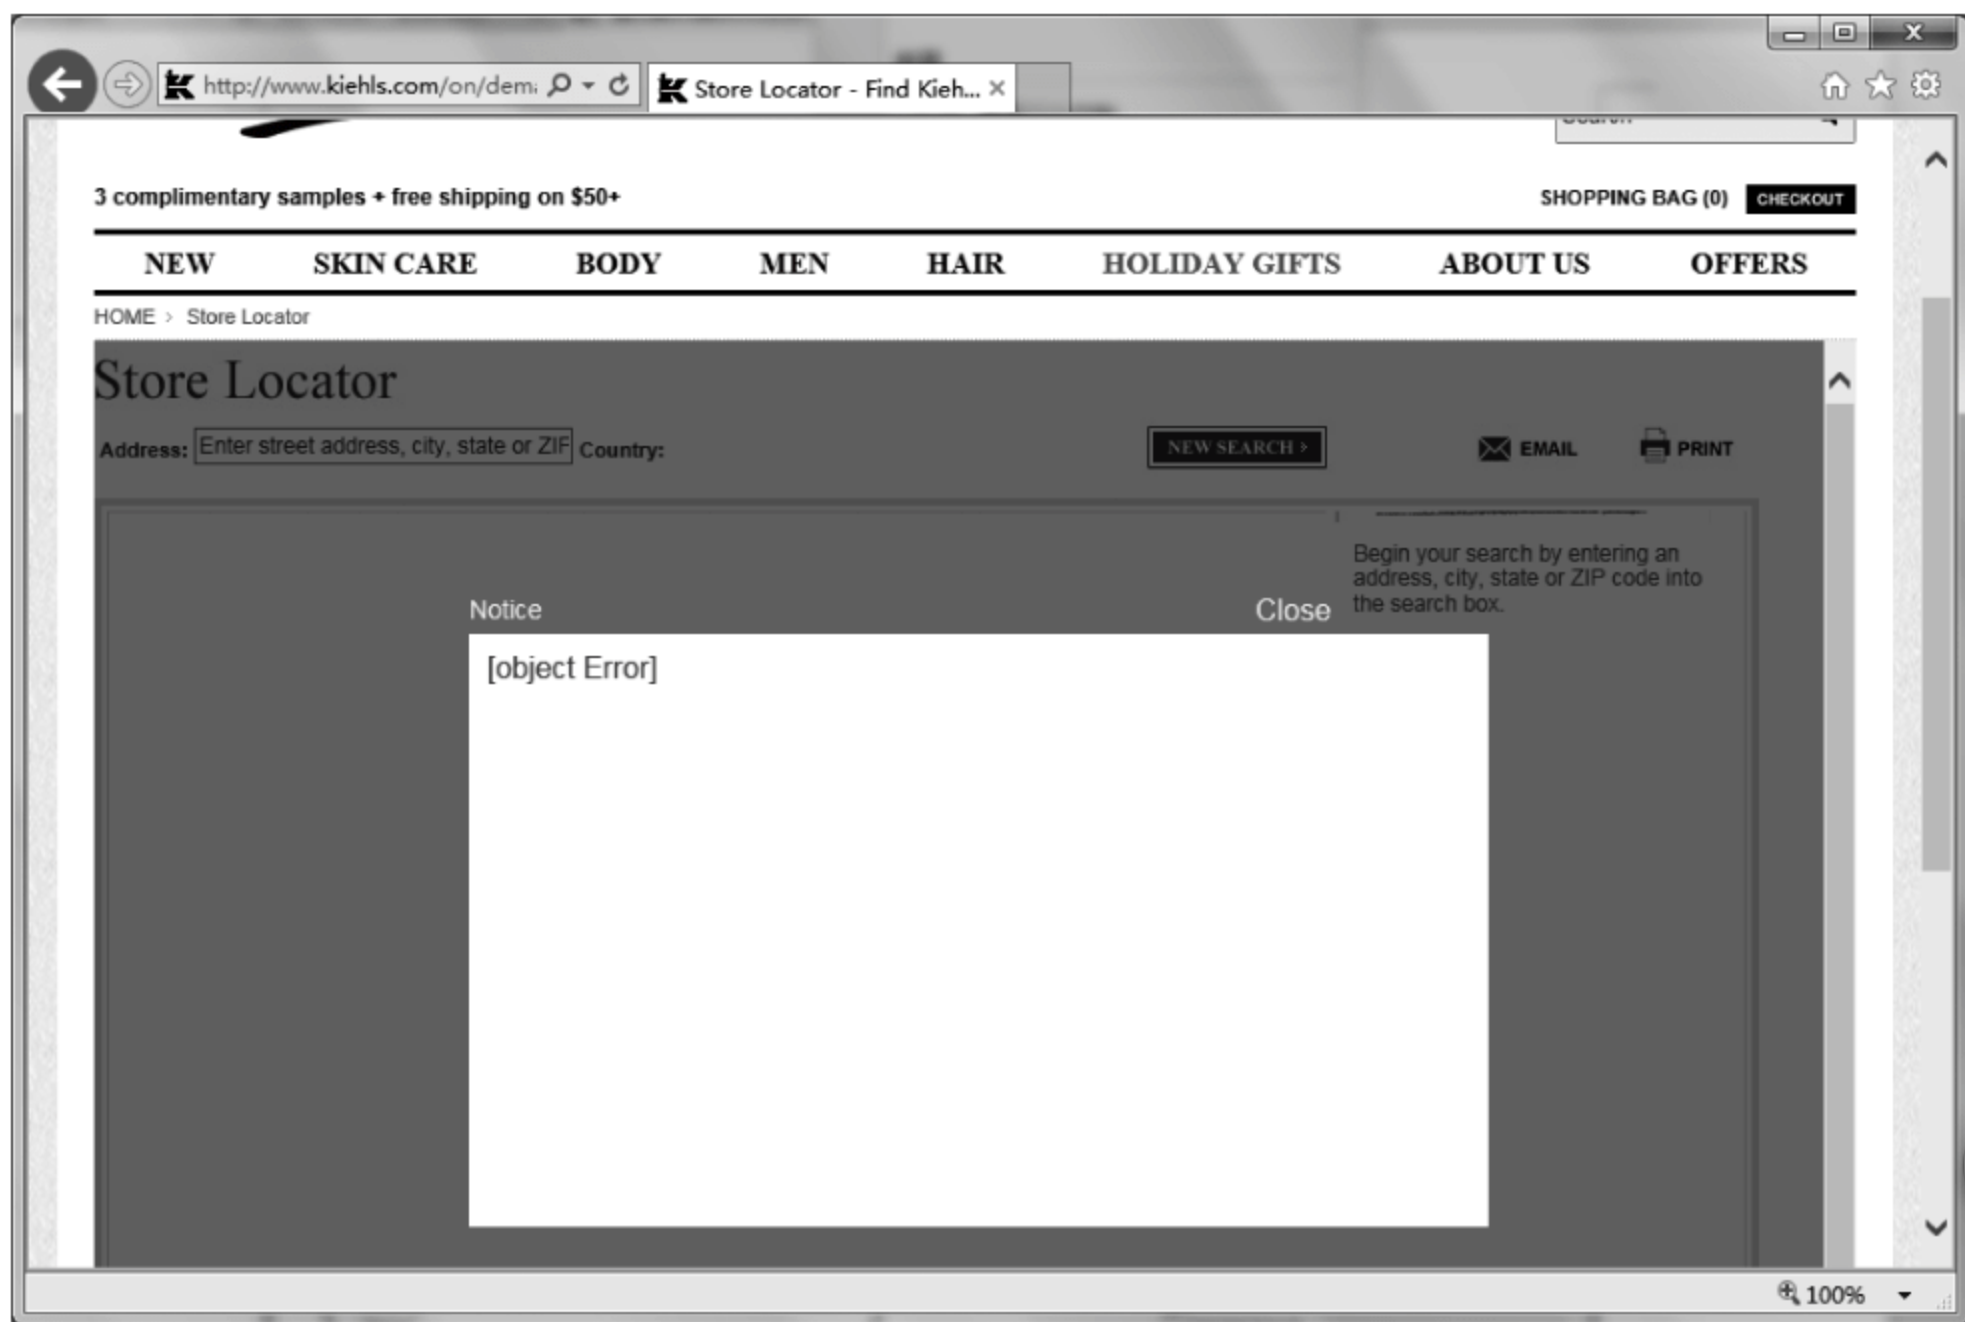 http://www.kiehls.com/on/dem
Store Locator - Find Kieh...
Search
3 complimentary samples + free shipping on $50+
SHOPPING BAG (0) CHECKOUT
NEW SKIN CARE BODY MEN HAIR HOLIDAY GIFTS ABOUT US OFFERS
HOME > Store Locator
Store Locator
Address: Enter street address, city, state or ZIP Country: NEW SEARCH > EMAIL PRINT
Begin your search by entering an
address, city, state or ZIP code into
the search box.
Notice Close
[object Error]
100%